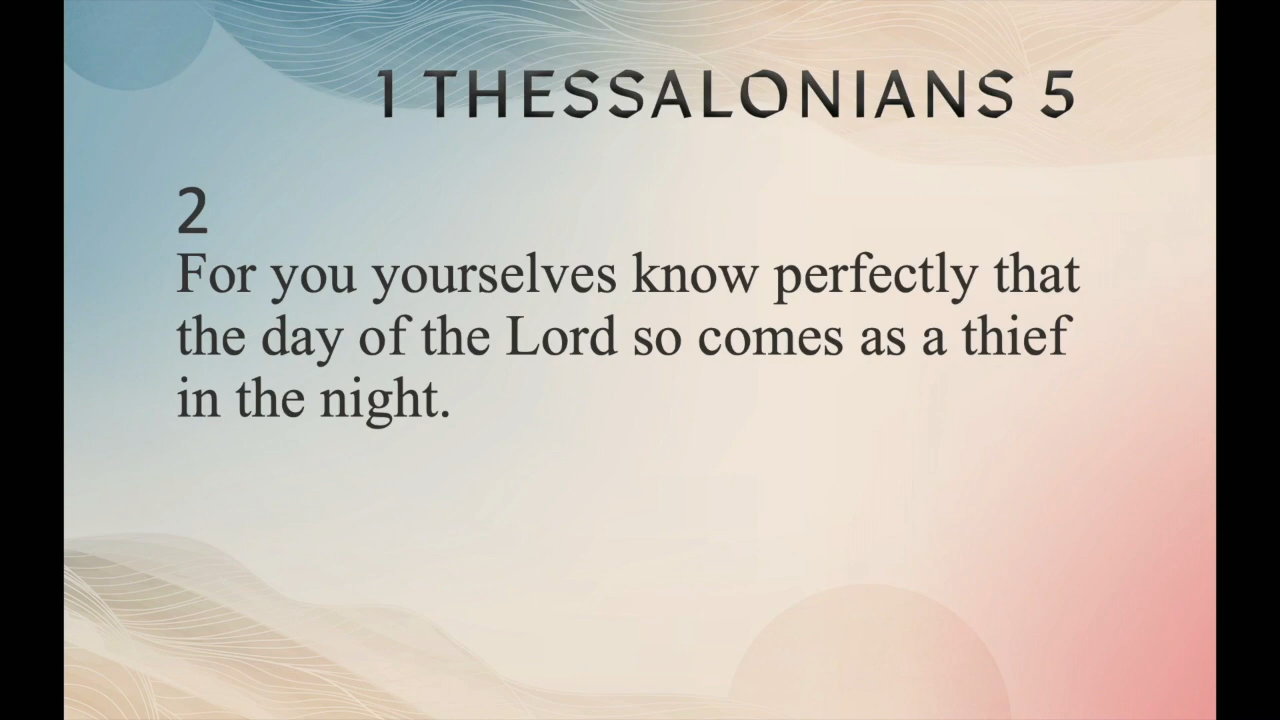 1 THESSALONIANS 5
2
For you yourselves know perfectly that
the day of the Lord so comes as a thief
in the night.